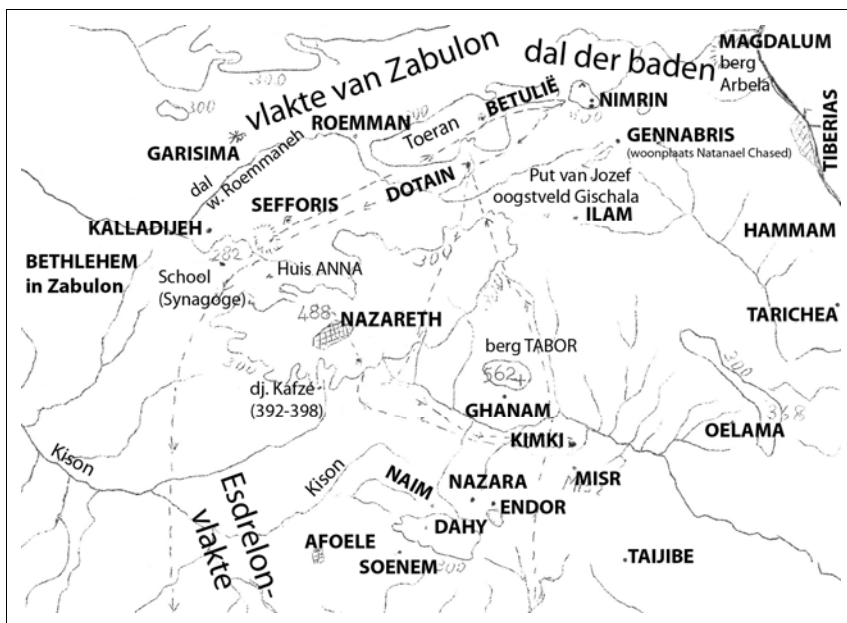 vlakte van Zabulon
dal der baden
MAGDALUM
berg
Arbela
300
300
BETULIË
NIMRIN
TIBERIAS
GARISIMA
ROEMMAN
Toeran
GENNABRIS
(woonplaats Natanael Chased)
dal
w. Roemmaneh
DOTAIN
Put van Jozef
oogstveld Gischala
SEFFORIS
ILAM
KALLADIJEH
HAMMAM
282
300
BETHLEHEM
in Zabulon
School
(Synagoge)
Huis ANNA
TARICHEA
488
NAZARETH
berg TABOR
562+
300
dj. Kafzé
(392-398)
GHANAM
368
OELAMA
KIMKI
Kison
Kison
NAIM
NAZARA
MISR
ENDOR
Esdrelon-
vlakte
DAHY
AFOELE
SOENEM
300
TAIJIBE